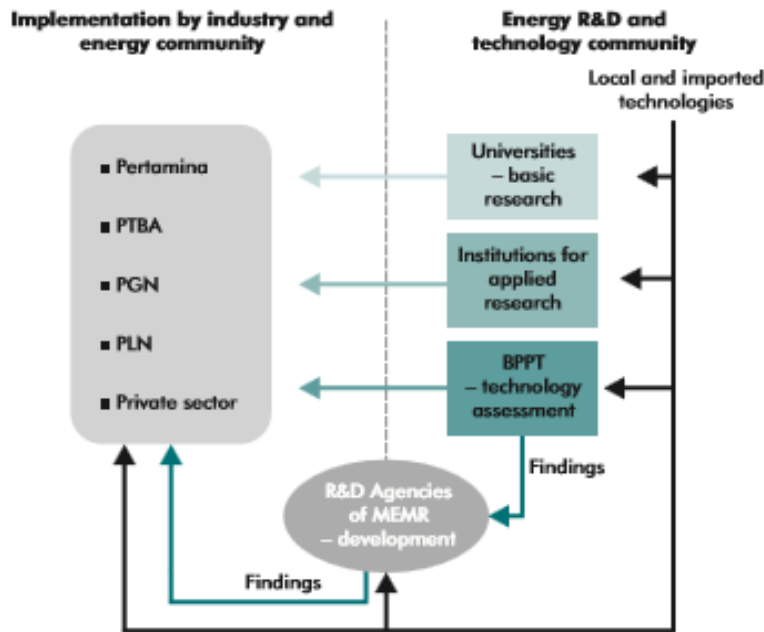 Implementation by industry and
energy community
Energy R&D and
technology community
Local and imported
technologies
■ Pertamina
■ PTBA
■ PGN
■ PLN
■ Private sector
Universities
– basic
research
Institutions for
applied
research
BPPT
– technology
assessment
Findings
R&D Agencies
of MEMR
– development
Findings